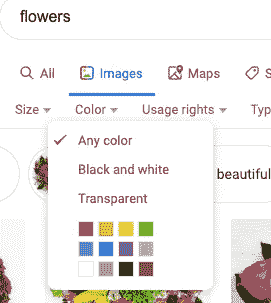 flowers
All Images Maps S
Size Color Usage rights Typ
Any color
Black and white
Transparent
beautiful